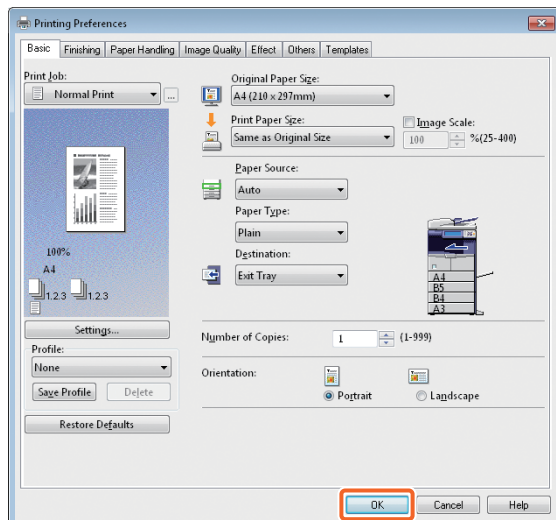 Printing Preferences
Basic Finishing Paper Handling Image Quality Effect Others Templates
Print Job:
Normal Print ...
100%
A4
1.2.3 1.2.3
Settings...
Profile:
None
Save Profile Delete
Restore Defaults
Original Paper Size:
A4 (210 x 297mm)
Print Paper Size:
Same as Original Size
Image Scale:
100 %(25-400)
Paper Source:
Auto
Paper Type:
Plain
Destination:
Exit Tray
A4
B5
B4
A3
Number of Copies:
1 (1-999)
Orientation:
Portrait Landscape
OK Cancel Help